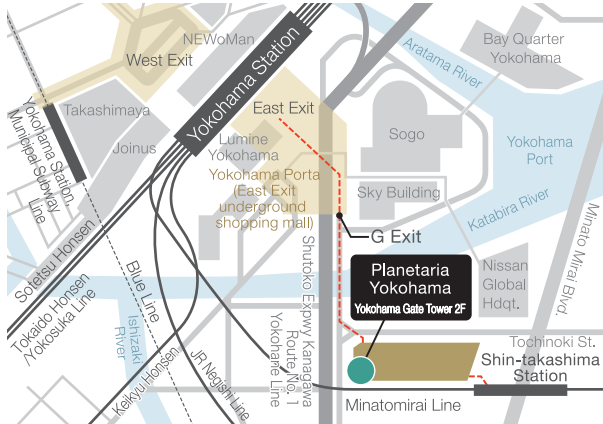 NEWoMan
West Exit
Yokohama Station
Bay Quarter
Yokohama
Aratama River
East Exit
Takashimaya
Joinus
Yokohama Station
Municipal Subway
Line
Lumine
Yokohama
Sogo
Yokohama
Port
Yokohama Porta
(East Exit
underground
shopping mall)
Sky Building
Katabira River
G Exit
Minato Mirai Blvd.
Sotetsu Honsen
Tokaido Honsen
/Yokosuka Line
Blue Line
Ishizaki
River
Keikyu Honsen
JR Negishi Line
Shutoko Expwy Kanagawa
Route No. 1
Yokohane Line
Planetaria
Yokohama
Yokohama Gate Tower 2F
Nissan
Global
Hdqt.
Tochinoki St.
Shin-takashima
Station
Minatomirai Line